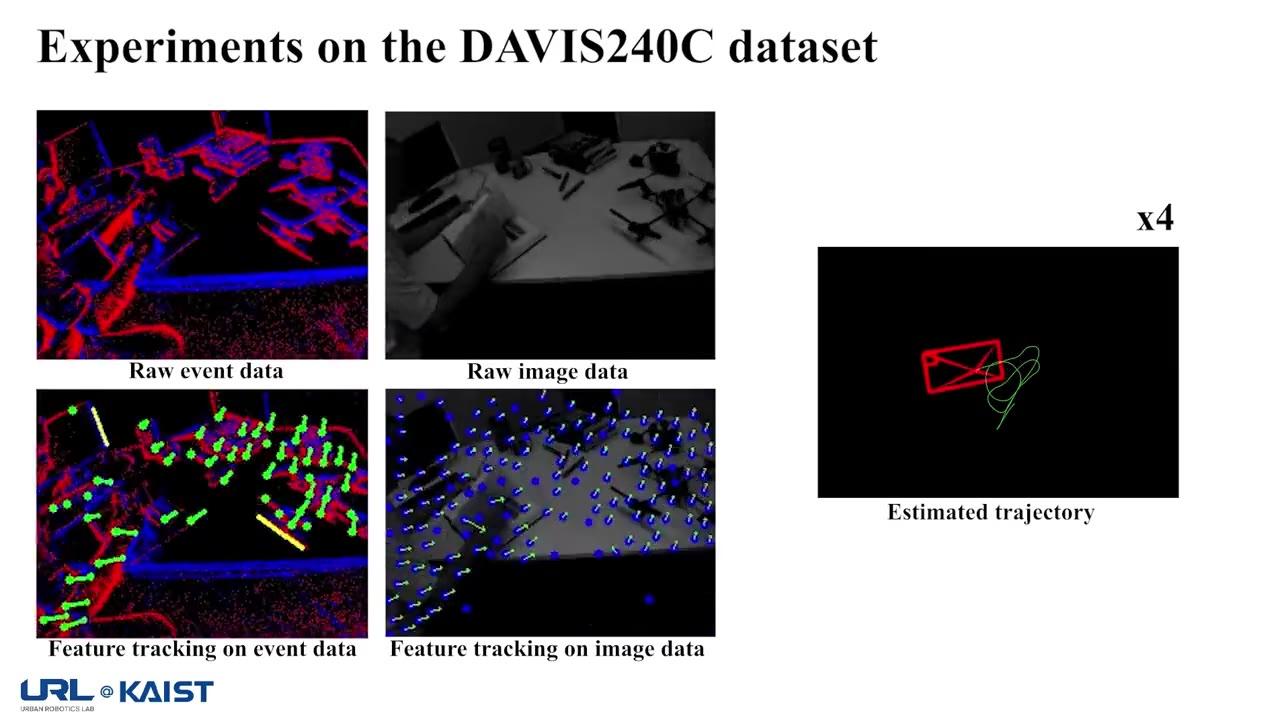 Experiments on the DAVIS240C dataset
Raw event data
Raw image data
x4
Feature tracking on event data
Feature tracking on image data
Estimated trajectory
URL @ KAIST
URBAN ROBOTICS LAB